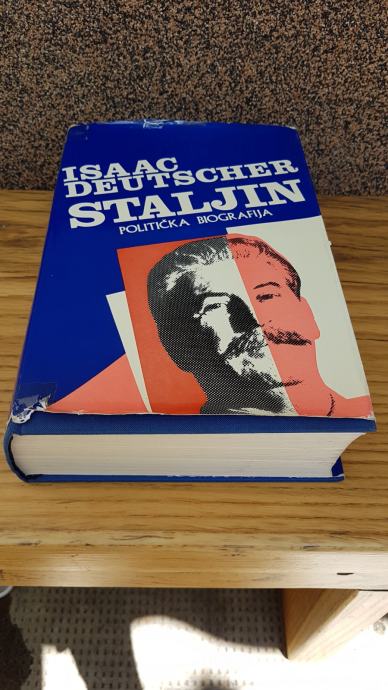 ISAAC
DEUTSCHER
STALJIN
POLITIČKA BIOGRAFIJA